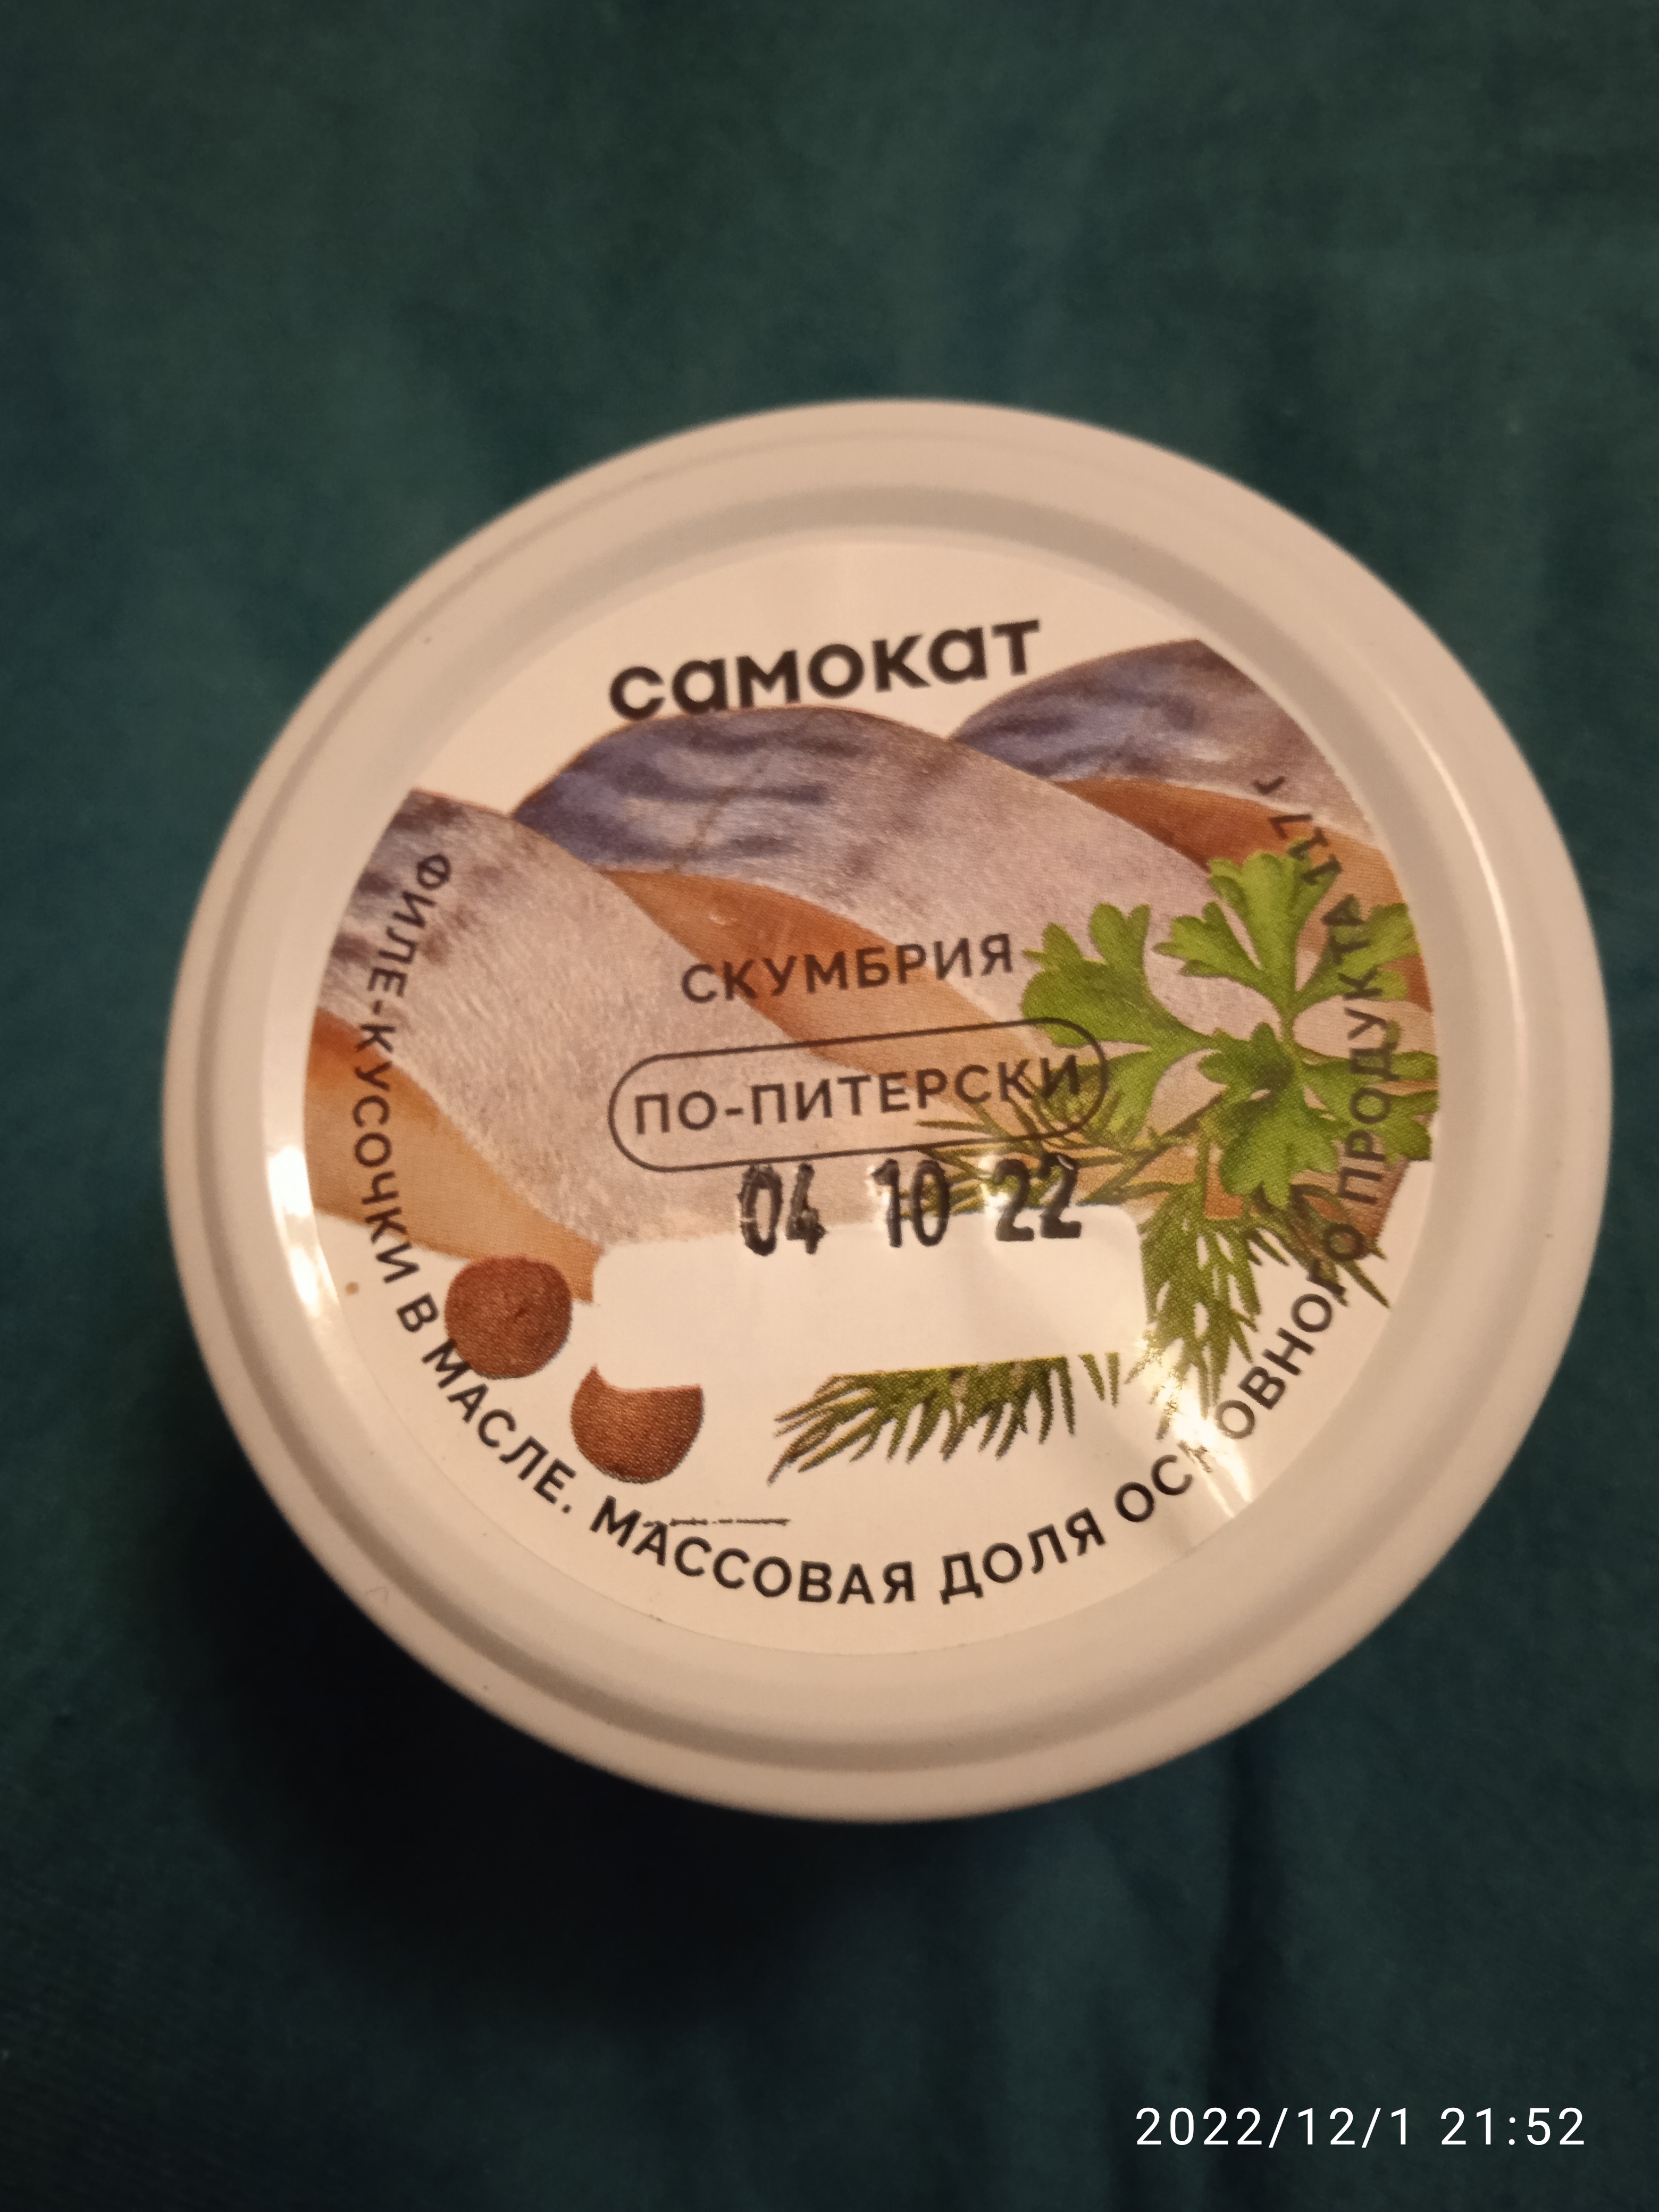 самокат
СКУМБРИЯ
ПО-ПИТЕРСКИ
04 10 22
ФИЛЕ-КУСОЧКИ В МАСЛЕ. МАССОВАЯ ДОЛЯ ОСНОВНОГО ПРОДУКТА 117
2022/12/1 21:52